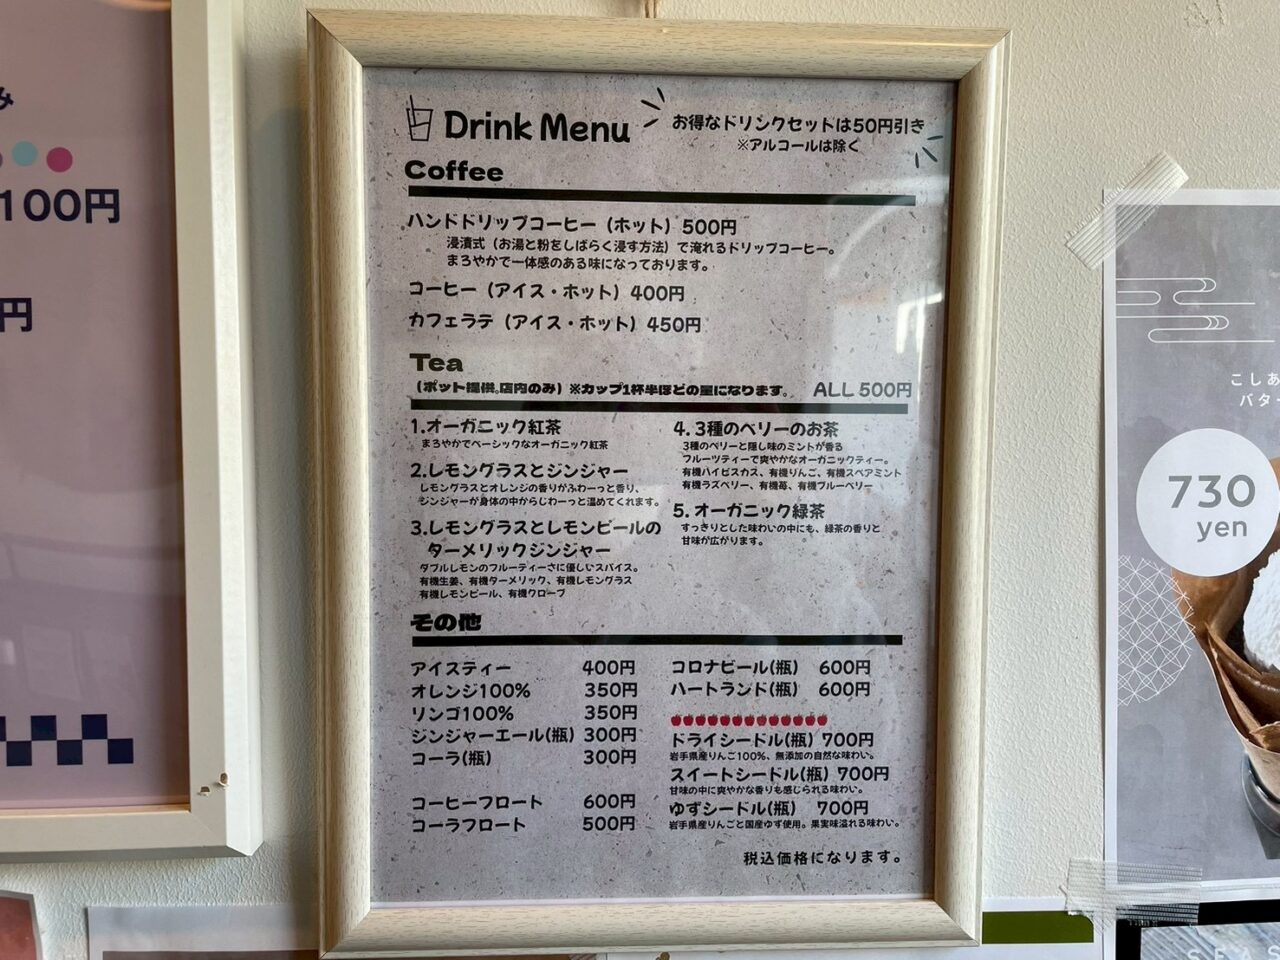 み
100円
円
Drink Menu
お得なドリンクセットは50円引き
※アルコールは除く
Coffee
ハンドドリップコーヒー（ホット）500円
浸漬式（お湯と粉をしばらく浸す方法）で淹れるドリップコーヒー。
まろやかで一体感のある味になっております。
コーヒー（アイス・ホット）400円
カフェラテ（アイス・ホット）450円
Tea
（ポット提供。店内のみ）※カップ1杯半ほどの量になります。 ALL 500円
1.オーガニック紅茶
まろやかでベーシックなオーガニック紅茶
2.レモングラスとジンジャー
レモングラスとオレンジの香りがふわーっと香り、
ジンジャーが身体の中からじわーっと温めてくれます。
3.レモングラスとレモンピールの
ターメリックジンジャー
ダブルレモンのフルーティーさに優しいスパイス。
有機生姜、有機ターメリック、有機レモングラス
有機レモンピール、有機クローブ
4. 3種のベリーのお茶
3種のベリーと隠し味のミントが香る
フルーツティーで爽やかなオーガニックティー。
有機ハイビスカス、有機りんご、有機スペアミント
有機ラズベリー、有機苺、有機ブルーベリー
5. オーガニック緑茶
すっきりとした味わいの中にも、緑茶の香りと
甘味が広がります。
その他
アイスティー 400円
オレンジ100% 350円
リンゴ100% 350円
ジンジャーエール(瓶) 300円
コーラ(瓶) 300円
コーヒーフロート 600円
コーラフロート 500円
コロナビール(瓶) 600円
ハートランド(瓶) 600円
ドライシードル(瓶) 700円
岩手県産りんご100%、無添加の自然な味わい。
スイートシードル(瓶) 700円
甘味の中に爽やかな香りも感じられる味わい。
ゆずシードル(瓶) 700円
岩手県産りんごと国産ゆず使用。果実味溢れる味わい。
税込価格になります。
こしあ
バター
730
yen
SEAS